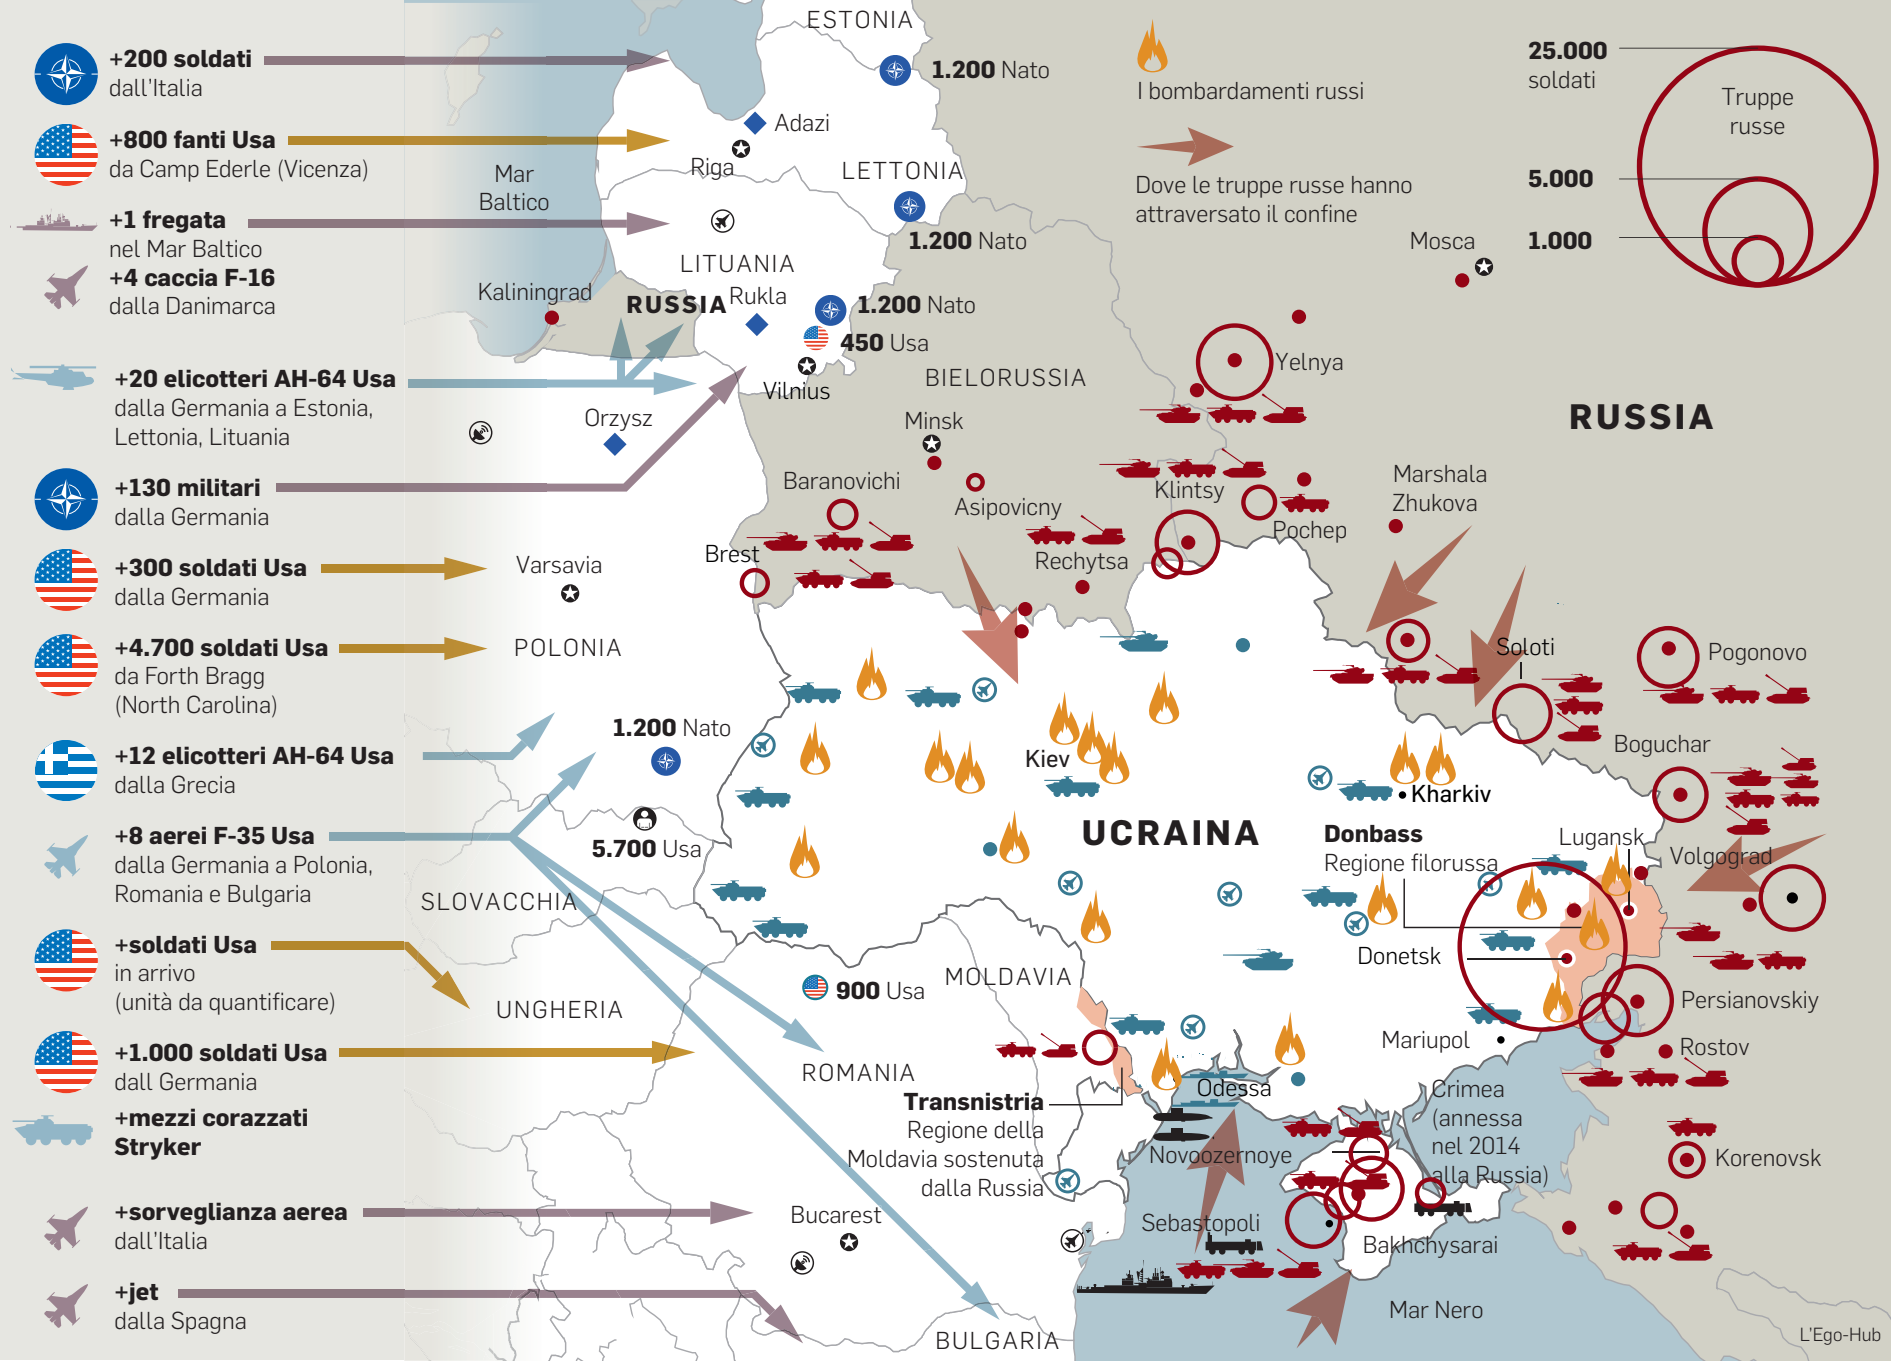 +200 soldati
dall'Italia
+800 fanti Usa
da Camp Ederle (Vicenza)
+1 fregata
nel Mar Baltico
+4 caccia F-16
dalla Danimarca
+20 elicotteri AH-64 Usa
dalla Germania a Estonia,
Lettonia, Lituania
+130 militari
dalla Germania
+300 soldati Usa
dalla Germania
+4.700 soldati Usa
da Forth Bragg
(North Carolina)
+12 elicotteri AH-64 Usa
dalla Grecia
+8 aerei F-35 Usa
dalla Germania a Polonia,
Romania e Bulgaria
+soldati Usa
in arrivo
(unità da quantificare)
+1.000 soldati Usa
dall Germania
+mezzi corazzati
Stryker
+sorveglianza aerea
dall'Italia
+jet
dalla Spagna
ESTONIA
1.200 Nato
Adazi
Riga
LETTONIA
1.200 Nato
Mar
Baltico
LITUANIA
Kaliningrad
RUSSIA
Rukla
1.200 Nato
450 Usa
Vilnius
BIELORUSSIA
Orzysz
Minsk
Baranovichi
Asipovicny
Brest
Rechytsa
Varsavia
POLONIA
1.200 Nato
5.700 Usa
SLOVACCHIA
UNGHERIA
900 Usa
MOLDAVIA
ROMANIA
Transnistria
Regione della
Moldavia sostenuta
dalla Russia
Bucarest
BULGARIA
I bombardamenti russi
Dove le truppe russe hanno
attraversato il confine
25.000
soldati
Truppe
russe
5.000
1.000
Mosca
Yelnya
RUSSIA
Klintsy
Pochep
Marshala
Zhukova
Soloti
Pogonovo
Boguchar
Kiev
Kharkiv
UCRAINA
Donbass
Regione filorussa
Lugansk
Volgograd
Donetsk
Persianovskiy
Mariupol
Rostov
Odessa
Crimea
(annessa
nel 2014
alla Russia)
Novoozernoye
Korenovsk
Sebastopoli
Bakhchysarai
Mar Nero
L'Ego-Hub